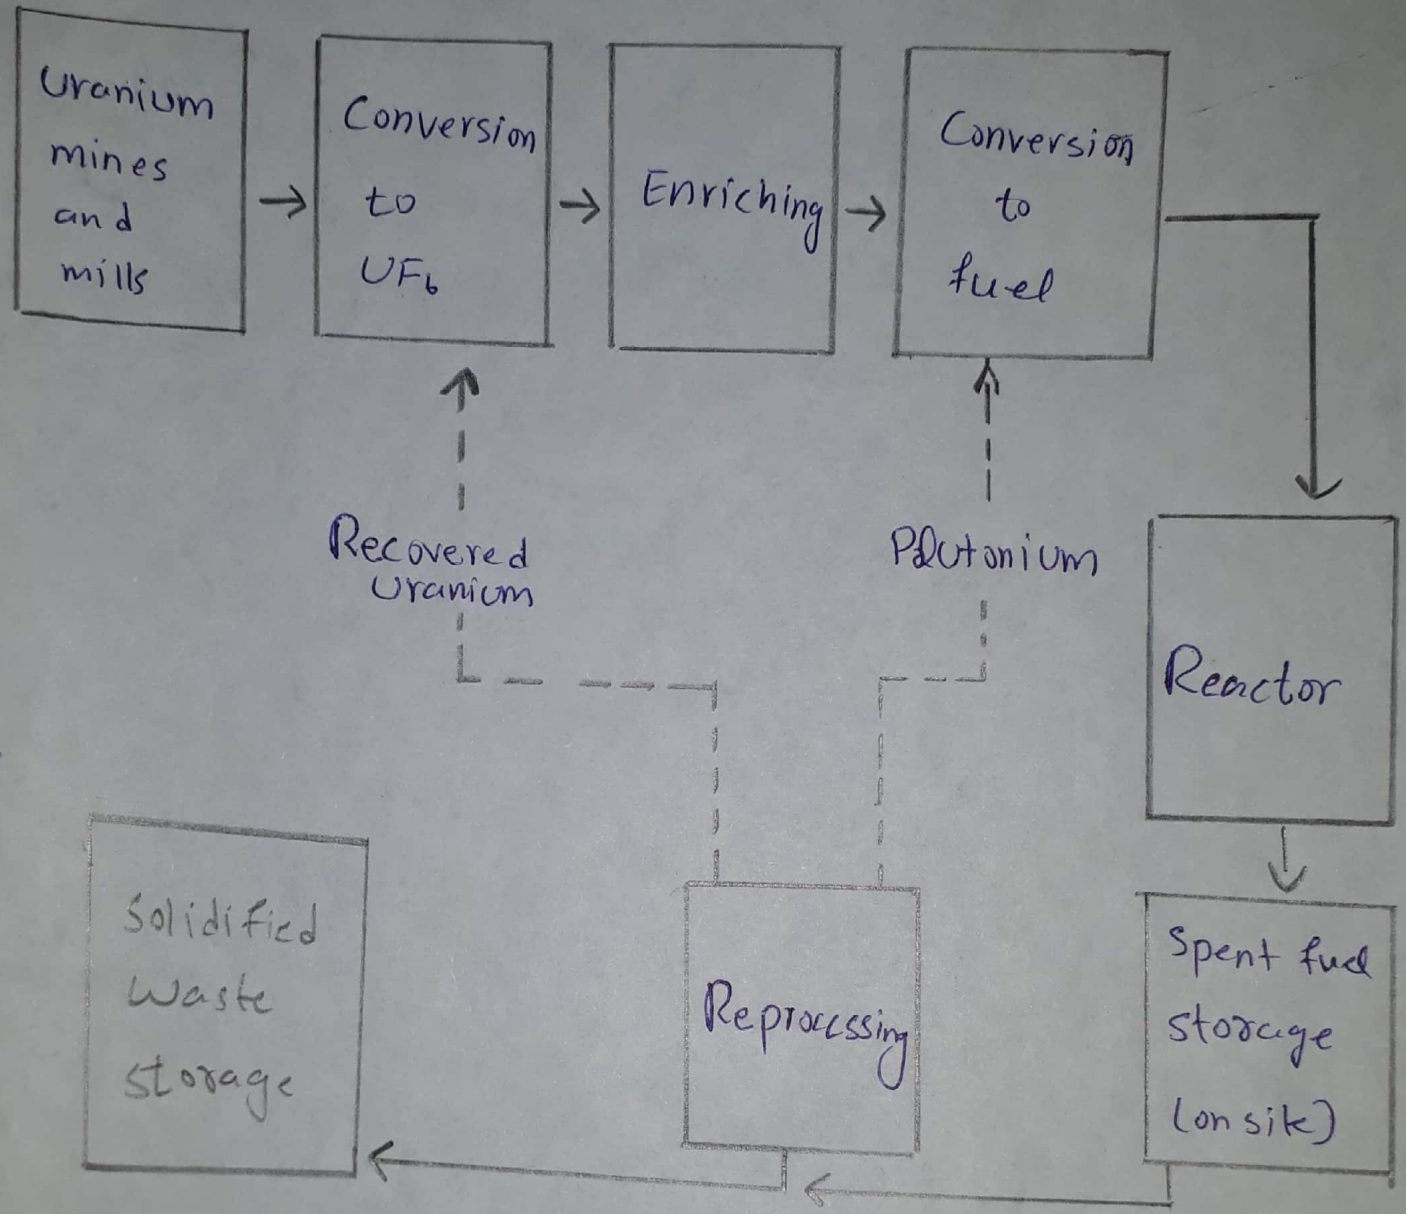 Uranium
mines
and
mills
Conversion
to
UF6
Enriching
Conversion
to
fuel
Recovered
Uranium
Plutonium
Reactor
Solidified
Waste
storage
Reprocessing
Spent fuel
storage
(on site)